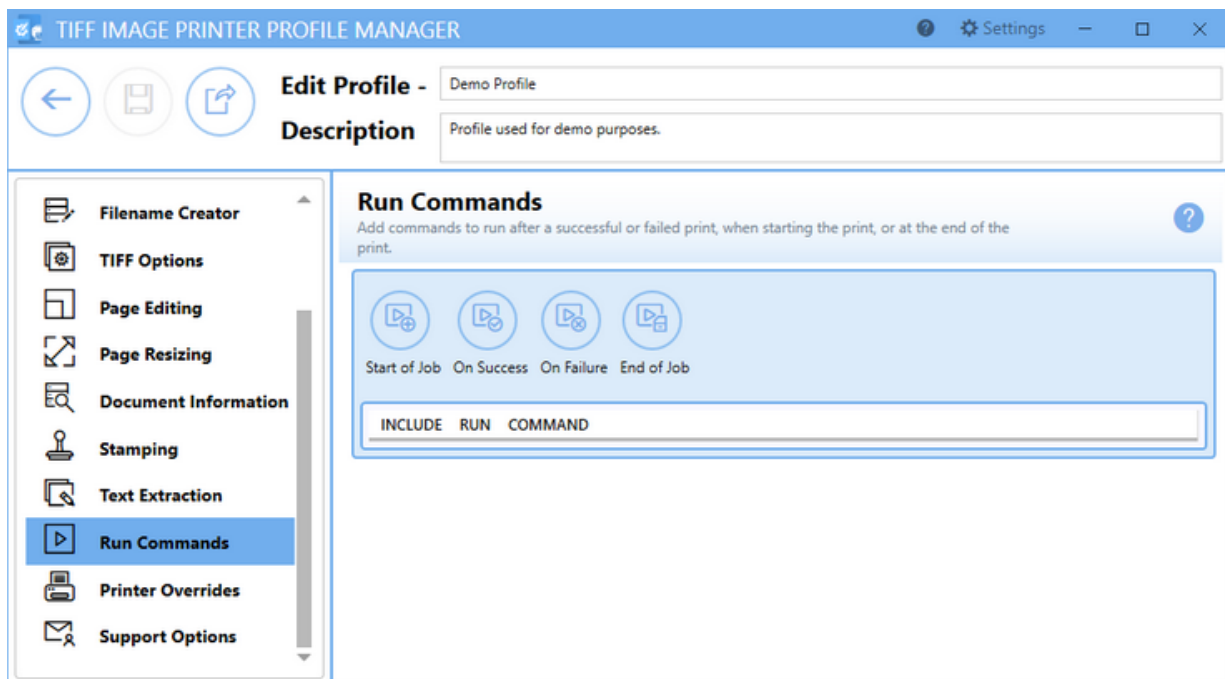 TIFF IMAGE PRINTER PROFILE MANAGER
Settings
Edit Profile - Demo Profile
Description Profile used for demo purposes.
Filename Creator
TIFF Options
Page Editing
Page Resizing
Document Information
Stamping
Text Extraction
Run Commands
Printer Overrides
Support Options
Run Commands
Add commands to run after a successful or failed print, when starting the print, or at the end of the
print.
Start of Job On Success On Failure End of Job
INCLUDE RUN COMMAND